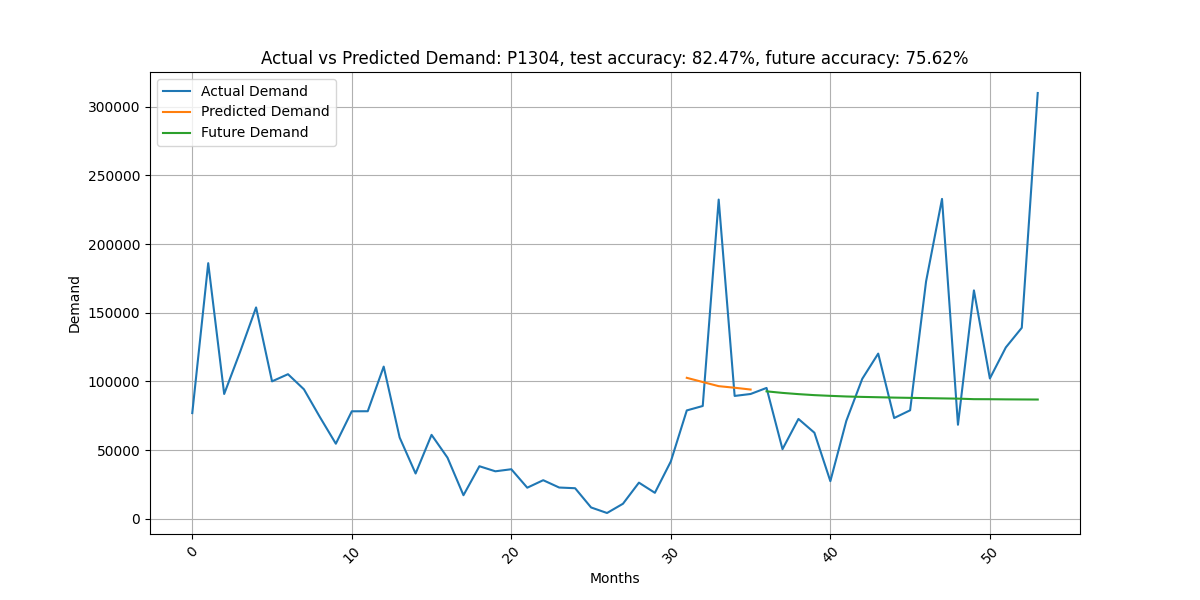 Actual vs Predicted Demand: P1304, test accuracy: 82.47%, future accuracy: 75.62%
Actual Demand
Predicted Demand
Future Demand
300000
250000
200000
150000
100000
50000
0
Demand
0 10 20 30 40 50
Months